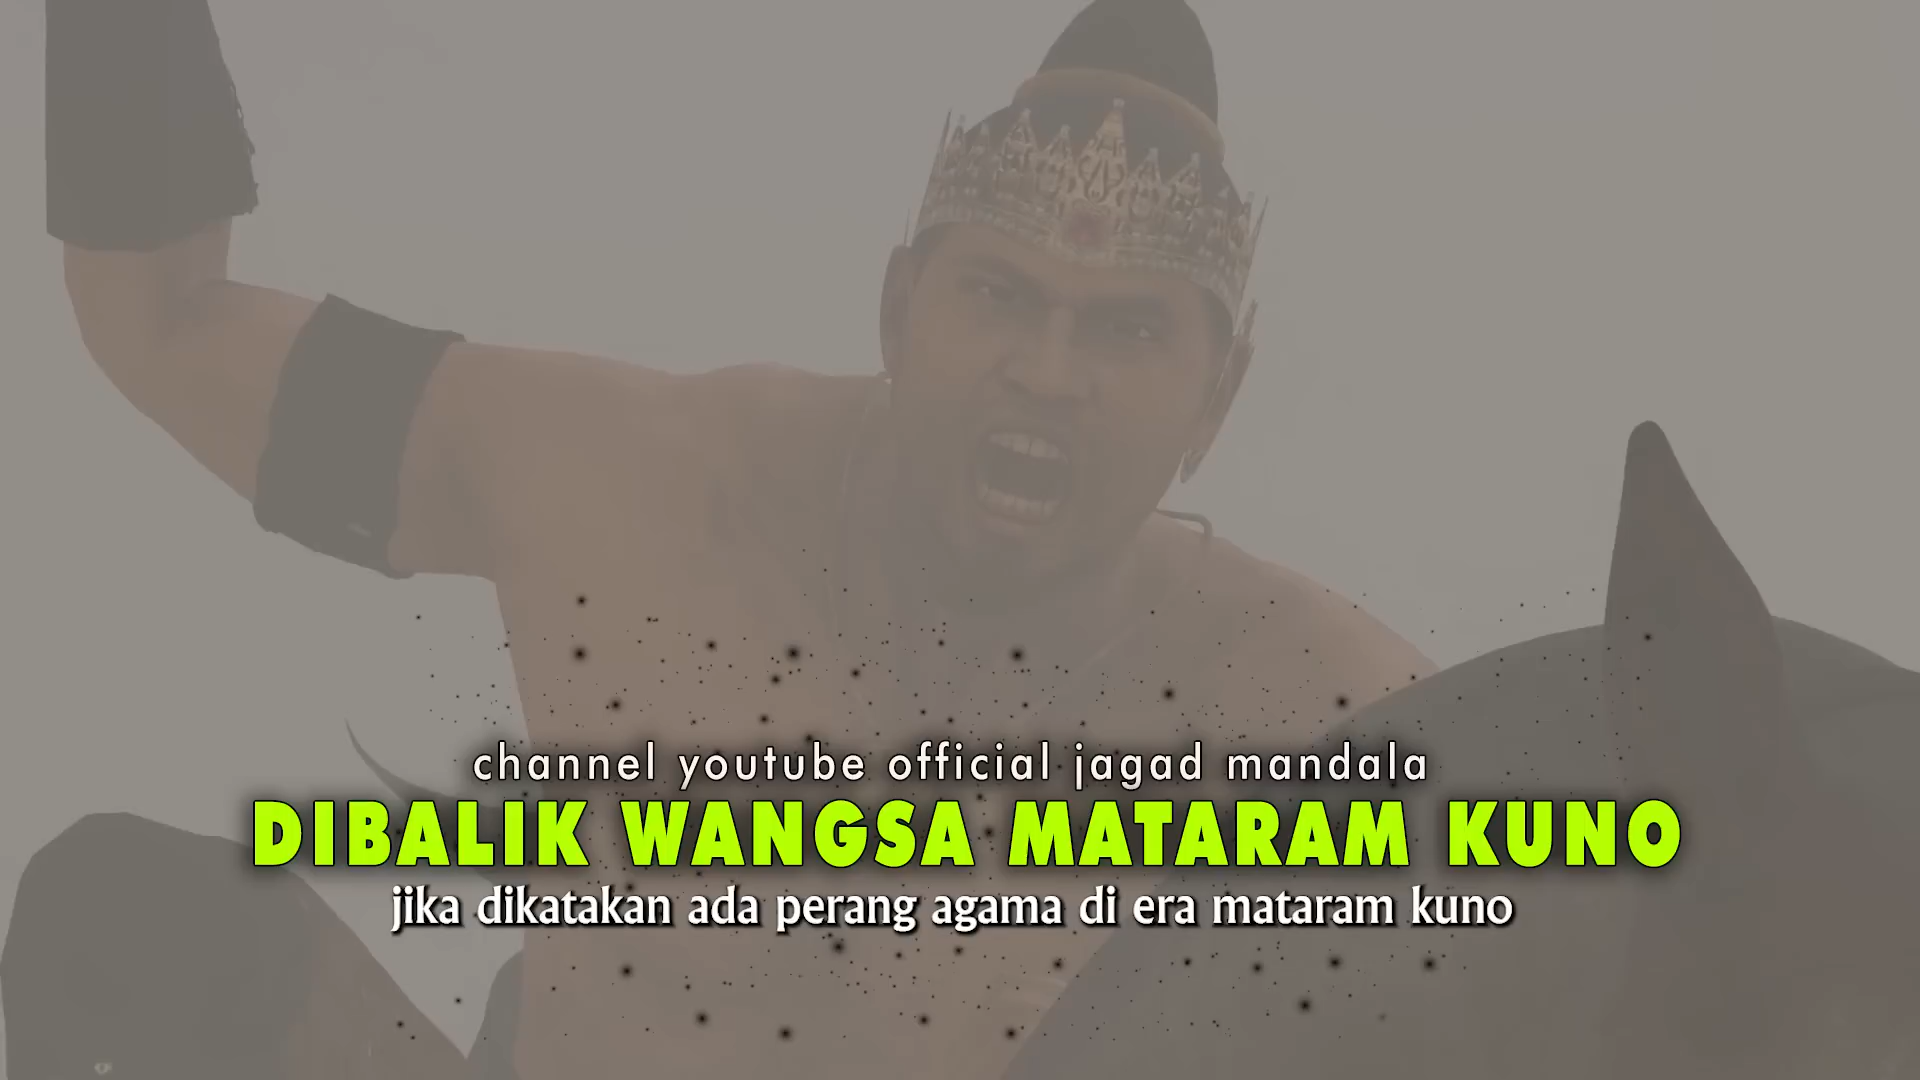 channel youtube official jagad mandala
DIBALIK WANGSA MATARAM KUNO
jika dikatakan ada perang agama di era mataram kuno